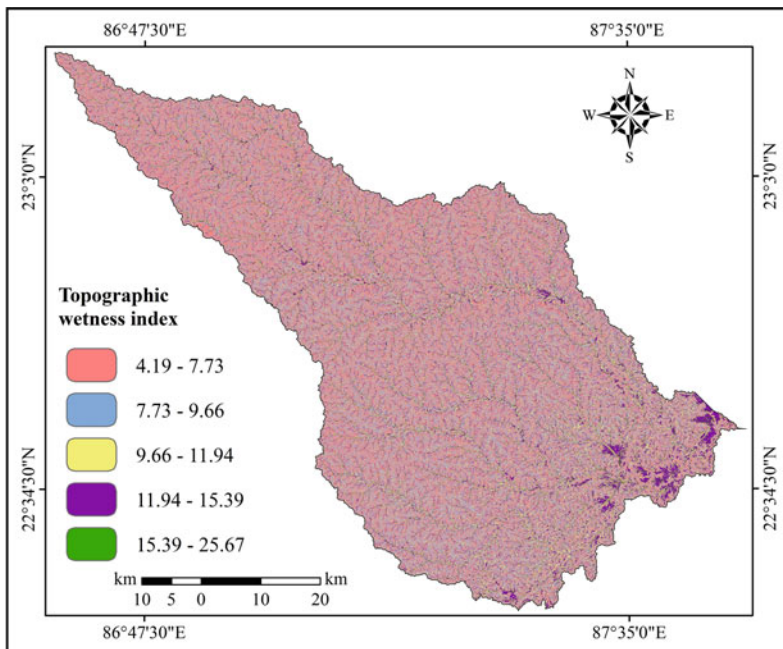 86°47'30"E 87°35'0"E
N
W E
S
23°3'0"N 23°3'0"N
Topographic
wetness index
4.19 - 7.73
7.73 - 9.66
9.66 - 11.94
11.94 - 15.39
15.39 - 25.67
22°34'30"N 22°34'30"N
km km
10 5 0 10 20
86°47'30"E 87°35'0"E